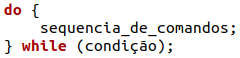 do {
    sequencia_de_comandos;
} while (condição);